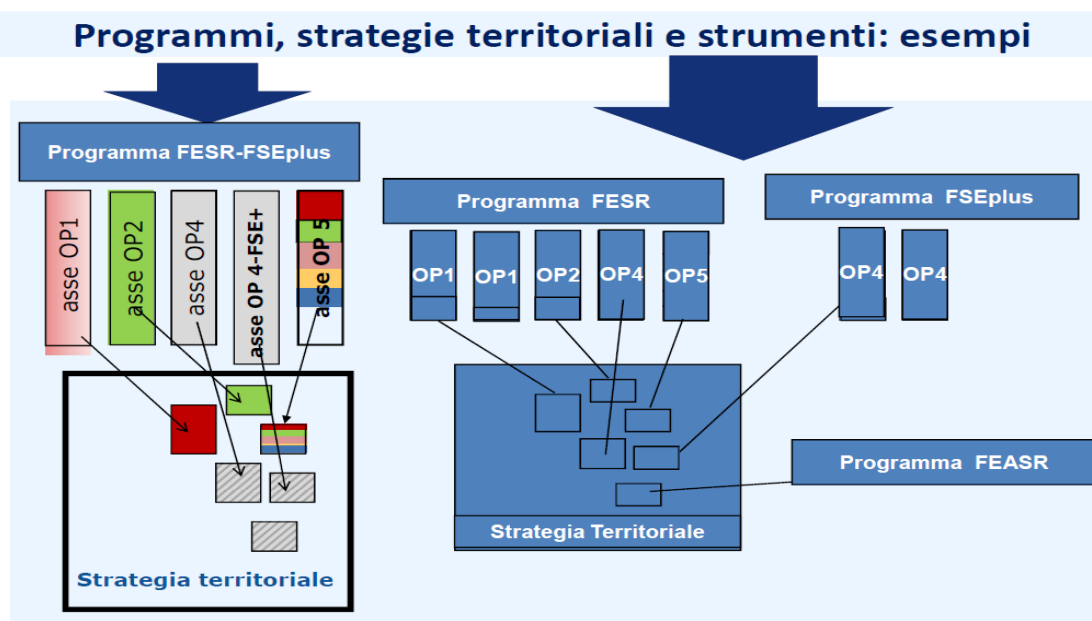 Programmi, strategie territoriali e strumenti: esempi
Programma FESR-FSEplus
asse OP1
asse OP2
asse OP4
asse OP 4-FSE+
asse OP 5
Strategia territoriale
Programma FESR
OP1
OP1
OP2
OP4
OP5
Programma FSEplus
OP4
OP4
Programma FEASR
Strategia Territoriale